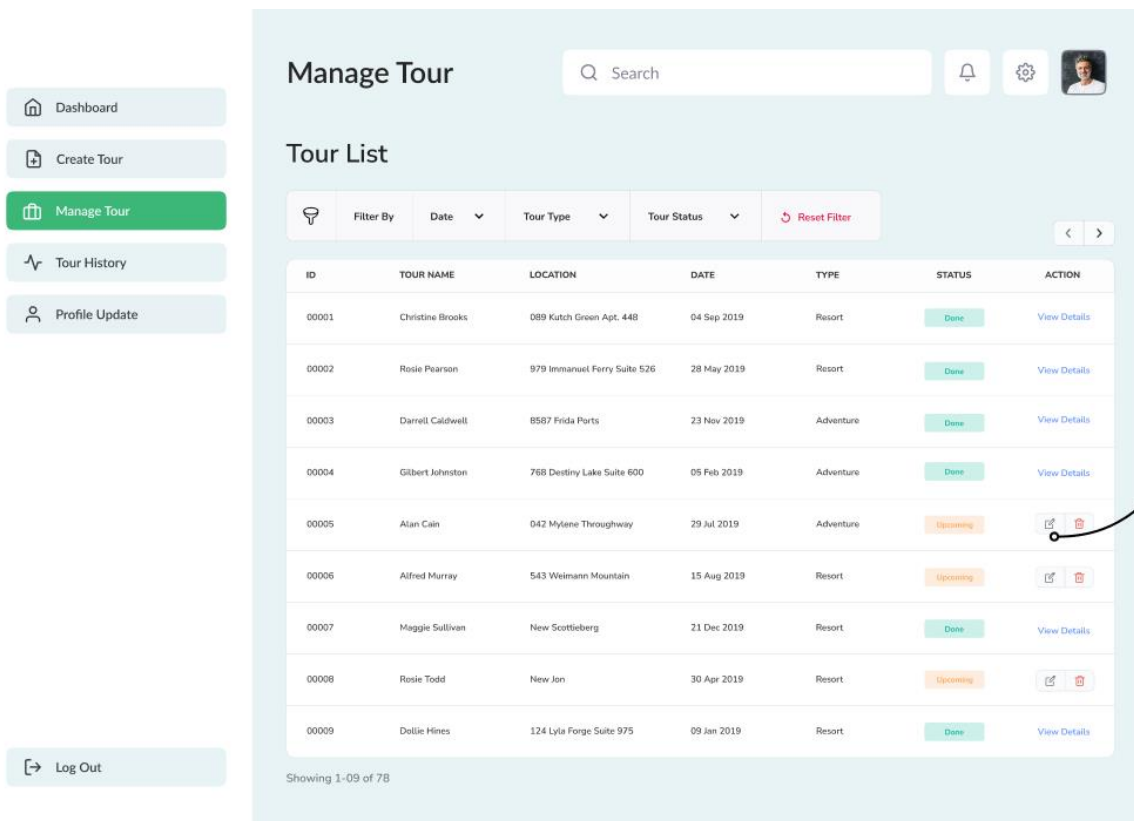 Manage Tour
Search
Dashboard
Create Tour
Manage Tour
Tour History
Profile Update
Log Out
Tour List
Filter By Date Tour Type Tour Status Reset Filter
ID TOUR NAME LOCATION DATE TYPE STATUS ACTION
00001 Christine Brooks 089 Kutch Green Apt. 448 04 Sep 2019 Resort Done View Details
00002 Rosie Pearson 979 Immanuel Ferry Suite 526 28 May 2019 Resort Done View Details
00003 Darrell Caldwell 8587 Frida Ports 23 Nov 2019 Adventure Done View Details
00004 Gilbert Johnston 768 Destiny Lake Suite 600 05 Feb 2019 Adventure Done View Details
00005 Alan Cain 042 Mylene Throughway 29 Jul 2019 Adventure Upcoming
00006 Alfred Murray 543 Weimann Mountain 15 Aug 2019 Resort Upcoming
00007 Maggie Sullivan New Scottieberg 21 Dec 2019 Resort Done View Details
00008 Rosie Todd New Jon 30 Apr 2019 Resort Upcoming
00009 Dollie Hines 124 Lyla Forge Suite 975 09 Jan 2019 Resort Done View Details
Showing 1-09 of 78